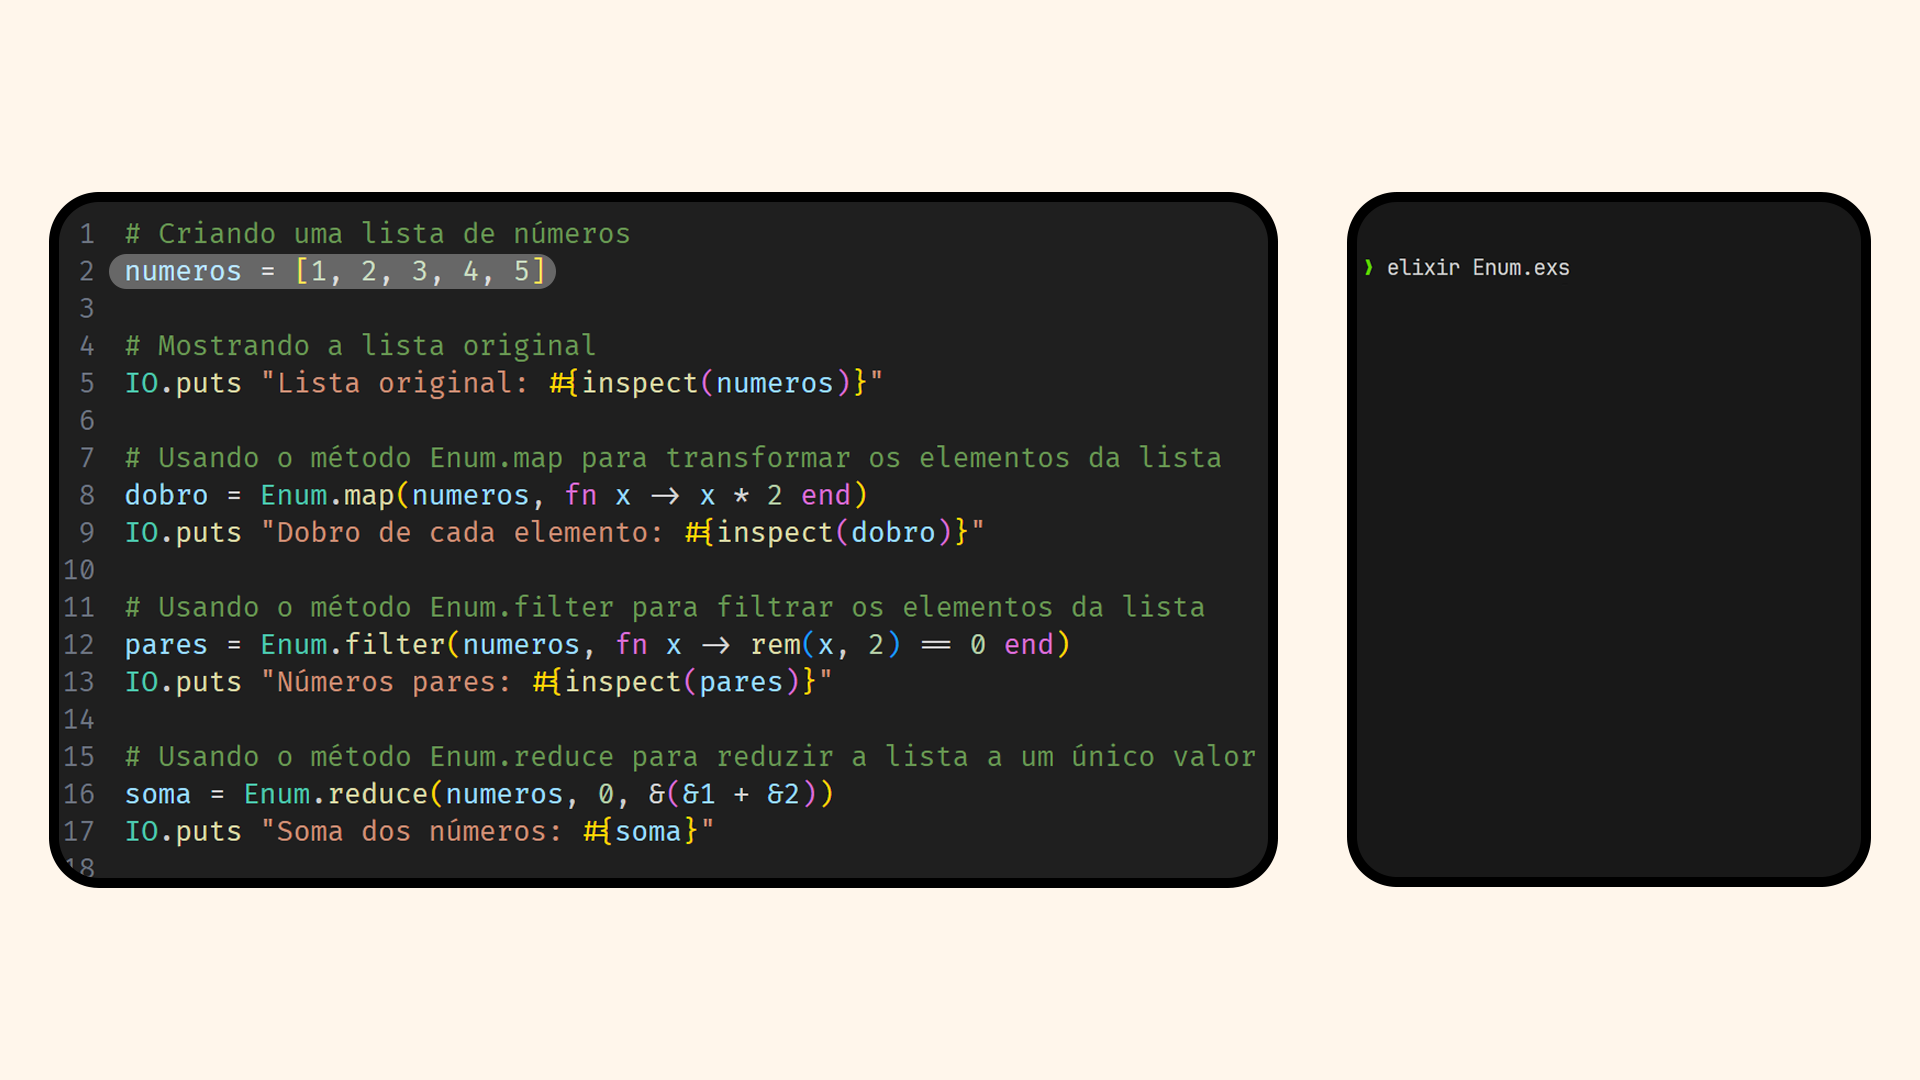 1 # Criando uma lista de números
2 numeros = [1, 2, 3, 4, 5]
3
4 # Mostrando a lista original
5 IO.puts "Lista original: #{inspect(numeros)}"
6
7 # Usando o método Enum.map para transformar os elementos da lista
8 dobro = Enum.map(numeros, fn x -> x * 2 end)
9 IO.puts "Dobro de cada elemento: #{inspect(dobro)}"
10
11 # Usando o método Enum.filter para filtrar os elementos da lista
12 pares = Enum.filter(numeros, fn x -> rem(x, 2) == 0 end)
13 IO.puts "Números pares: #{inspect(pares)}"
14
15 # Usando o método Enum.reduce para reduzir a lista a um único valor
16 soma = Enum.reduce(numeros, 0, &(&1 + &2))
17 IO.puts "Soma dos números: #{soma}"
18
❯ elixir Enum.exs